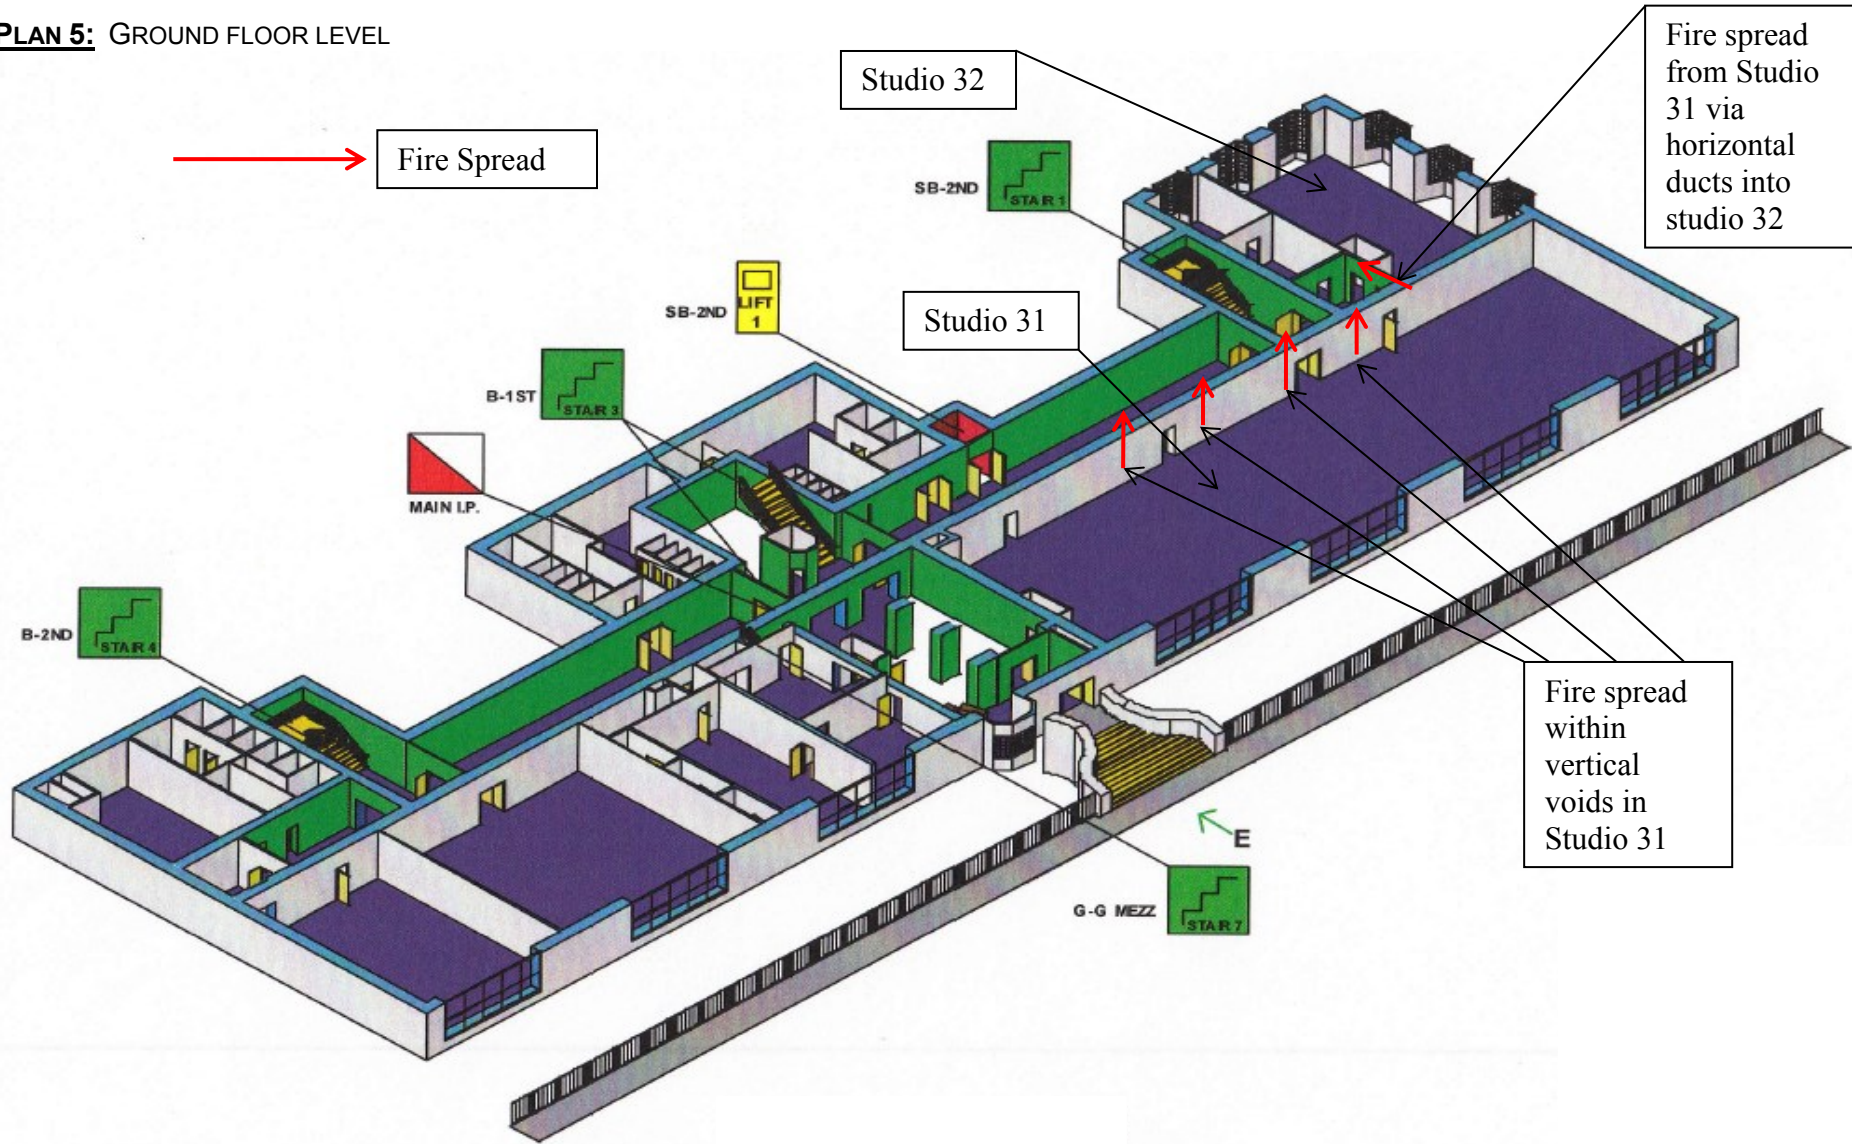 PLAN 5: GROUND FLOOR LEVEL
Fire Spread
Studio 32
Fire spread
from Studio
31 via
horizontal
ducts into
studio 32
SB-2ND
STAIR 1
SB-2ND
LIFT
1
Studio 31
B-1ST
STAIR 3
MAIN I.P.
B-2ND
STAIR 4
Fire spread
within
vertical
voids in
Studio 31
E
G-G MEZZ
STAIR 7